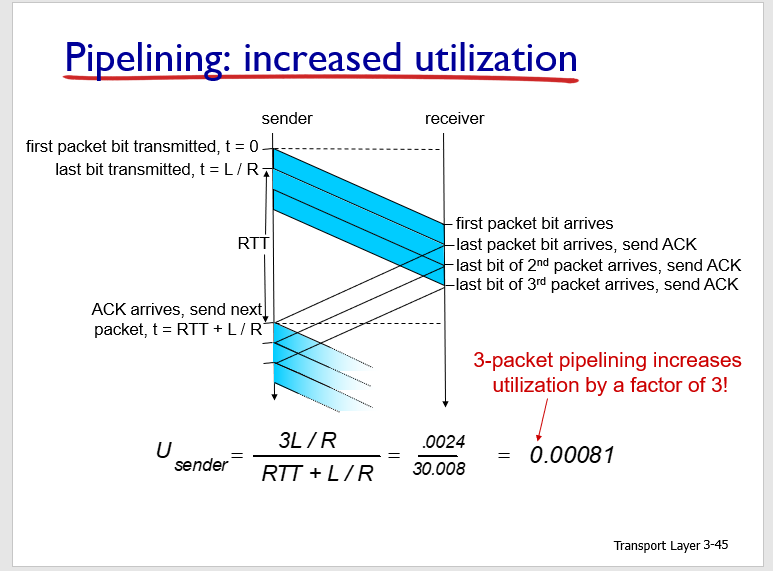 Pipelining: increased utilization
sender
receiver
first packet bit transmitted, t = 0
last bit transmitted, t = L / R
first packet bit arrives
RTT
last packet bit arrives, send ACK
last bit of 2nd packet arrives, send ACK
last bit of 3rd packet arrives, send ACK
ACK arrives, send next
packet, t = RTT + L / R
3-packet pipelining increases
utilization by a factor of 3!
U sender = 3L / R / RTT + L / R = .0024 / 30.008 = 0.00081
Transport Layer 3-45